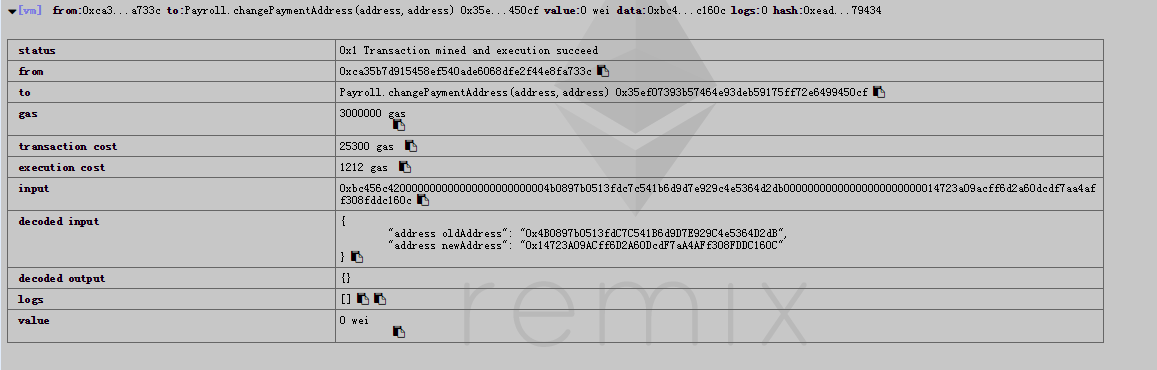 [vm] from:0xca3...a733c to:Payroll.changePaymentAddress(address,address) 0x35e...450cf value:0 wei data:0xbc4...c160c logs:0 hash:0xead...79434
status 0x1 Transaction mined and execution succeed
from 0xca35b7d915458ef540ade6068dfe2f44e8fa733c
to Payroll.changePaymentAddress(address,address) 0x35ef07393b57464e93deb59175ff72e6499450cf
gas 3000000 gas
transaction cost 25300 gas
execution cost 1212 gas
input 0xbc456c420000000000000000000000004b0897b0513fdc7c541b6d9d7e929c4e5364d2db00000000000000000000000014723a09acff6d2a60dcdf7aa4af
f308fddc160c
decoded input {
"address oldAddress": "0x4B0897b0513fdC7C541B6d9D7E929C4e5364D2dB",
"address newAddress": "0x14723A09ACff6D2A60DcdF7aA4AFf308FDDC160C"
}
decoded output {}
logs []
value 0 wei
remix